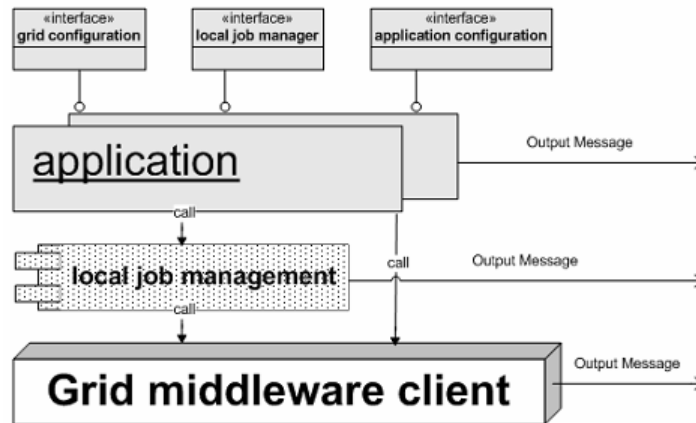 «interface»
grid configuration
«interface»
local job manager
«interface»
application configuration
application
Output Message
call
local job management
call
Output Message
call
Grid middleware client
Output Message